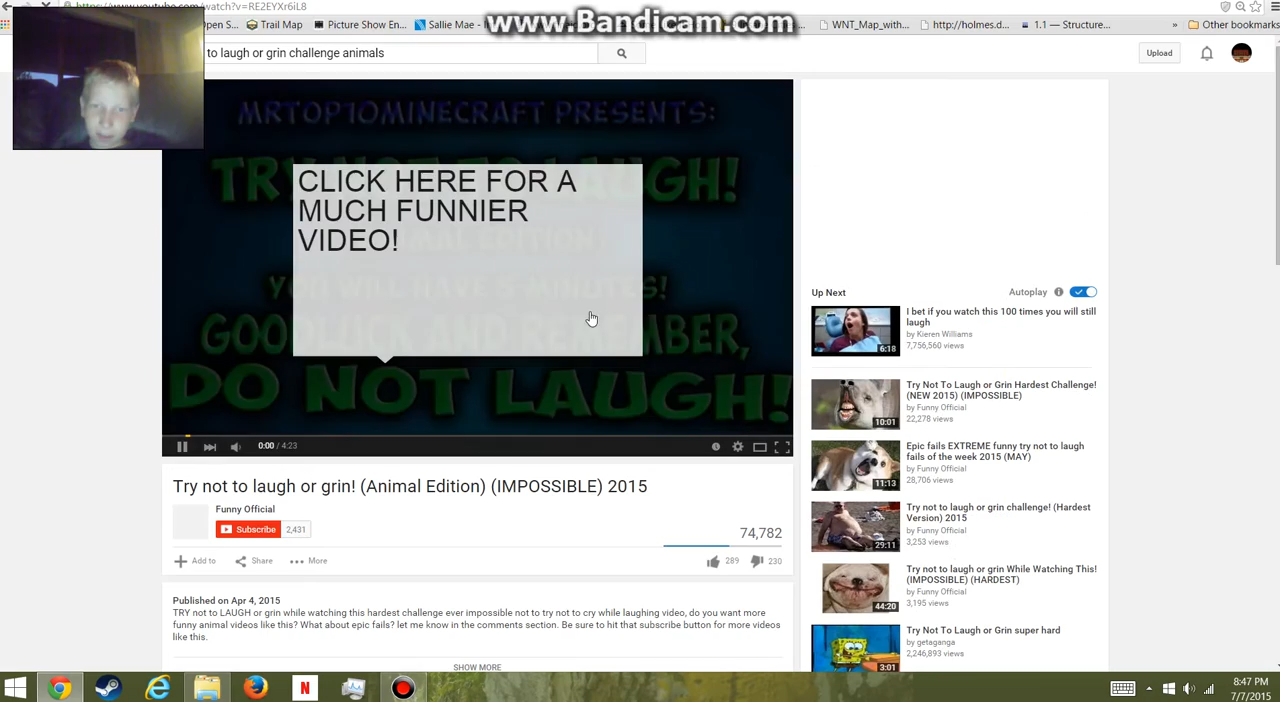 www.Bandicam.com
https://www.youtube.com/watch?v=RE2EYXr6iL8
Open S
Trail Map
Picture Show En
Sallie Mae -
WNT_Map_WNT_
http://holmes.instruct
1.1 — Structure...
»
Other bookmarks
to laugh or grin challenge animals
Upload
MRTOP10MINECRAFT PRESENTS:
CLICK HERE FOR A
MUCH FUNNIER
VIDEO!
DO NOT LAUGH!
0:00 / 4:23
Try not to laugh or grin! (Animal Edition) (IMPOSSIBLE) 2015
Funny Official
Subscribe 2,431
74,782
Add to Share More
289 230
Published on Apr 4, 2015
TRY not to LAUGH or grin while watching this hardest challenge ever impossible not to try not to cry while laughing video, do you want more
funny animal videos like this? What about epic fails? let me know in the comments section. Be sure to hit that subscribe button for more videos
like this.
SHOW MORE
Up Next
Autoplay
I bet if you watch this 100 times you will still
laugh
by Kieren Williams
7,756,560 views
6:18
Try Not To Laugh or Grin Hardest Challenge!
(NEW 2015) (IMPOSSIBLE)
by Funny Official
22,278 views
10:01
Epic fails EXTREME funny try not to laugh
fails of the week 2015 (MAY)
by Funny Official
28,706 views
11:13
Try not to laugh or grin challenge! (Hardest
Version) 2015
by Funny Official
3,253 views
29:11
Try not to laugh or grin While Watching This!
(IMPOSSIBLE) (HARDEST)
by Funny Official
3,195 views
44:20
Try Not To Laugh or Grin super hard
by getaganga
2,246,893 views
3:01
8:47 PM
7/7/2015